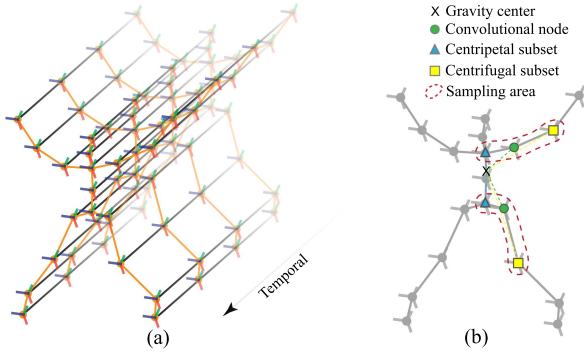 X Gravity center
Convolutional node
Centripetal subset
Centrifugal subset
Sampling area
Temporal
(a)
(b)